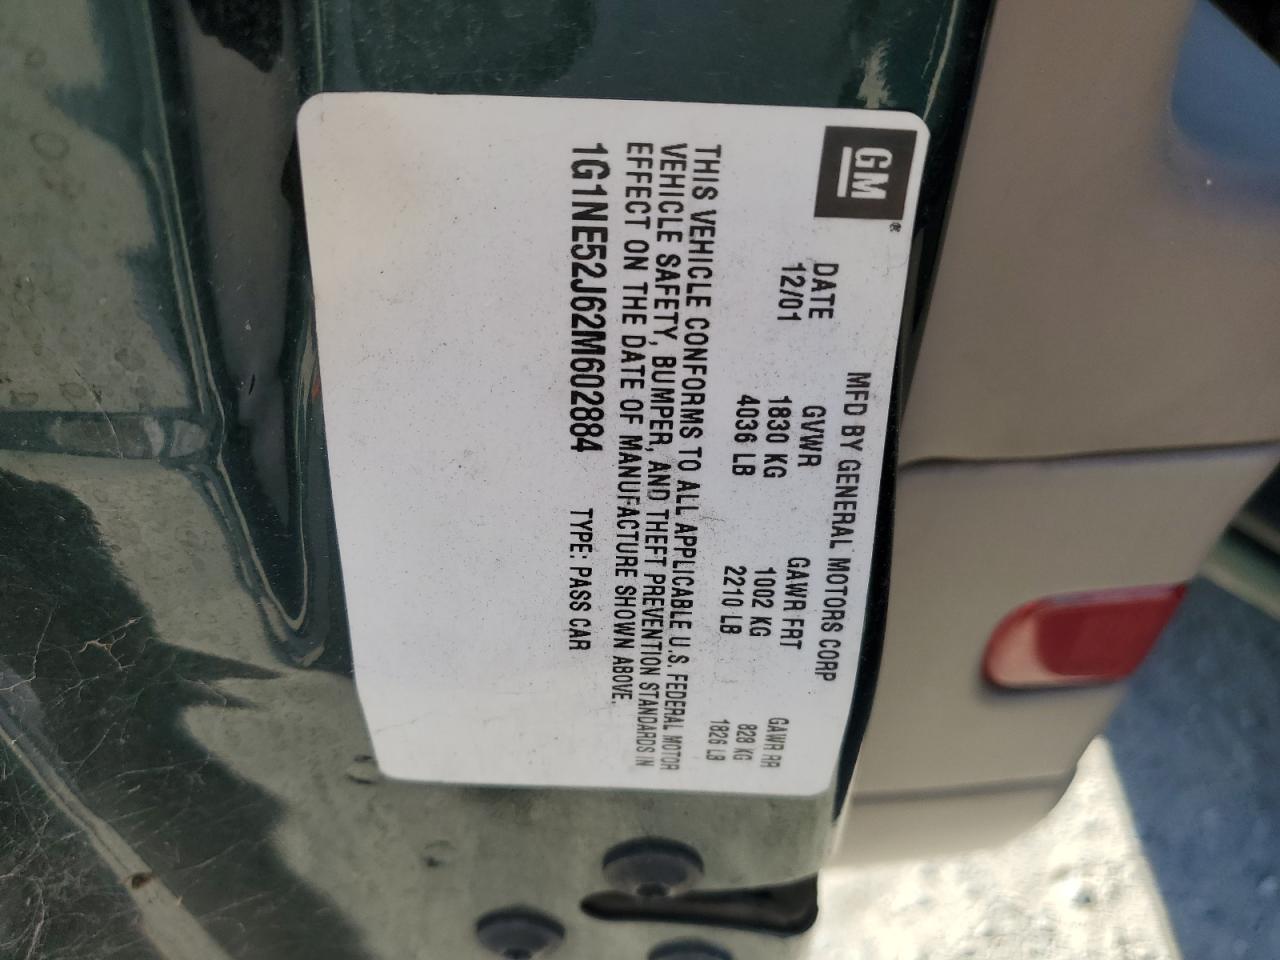 GM®
MFD BY GENERAL MOTORS CORP
DATE GVWR GAWR FRT GAWR RR
12/01 1830 KG 1002 KG 828 KG
4036 LB 2210 LB 1826 LB
THIS VEHICLE CONFORMS TO ALL APPLICABLE U.S. FEDERAL MOTOR
VEHICLE SAFETY, BUMPER, AND THEFT PREVENTION STANDARDS IN
EFFECT ON THE DATE OF MANUFACTURE SHOWN ABOVE.
1G1NE52J62M602884 TYPE: PASS CAR